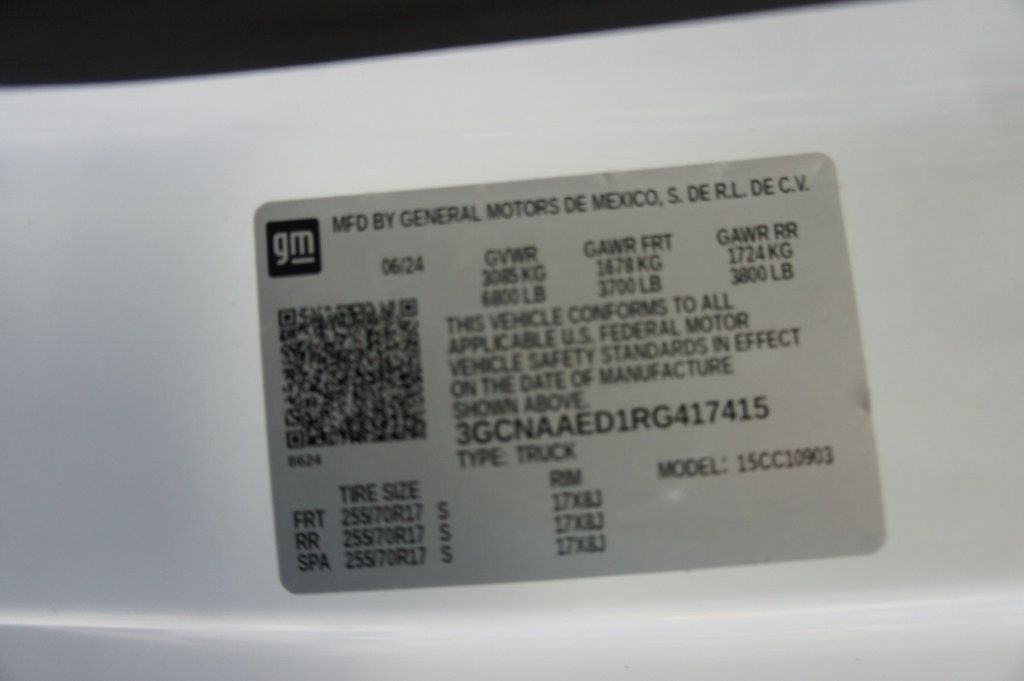 gm
MFD BY GENERAL MOTORS DE MEXICO, S. DE R.L. DE C.V.
06/24
GVWR GAWR FRT GAWR RR
3085 KG 1678 KG 1724 KG
6800 LB 3700 LB 3800 LB
THIS VEHICLE CONFORMS TO ALL
APPLICABLE U.S. FEDERAL MOTOR
VEHICLE SAFETY STANDARDS IN EFFECT
ON THE DATE OF MANUFACTURE
SHOWN ABOVE.
3GCNAAED1RG417415
8624
TYPE: TRUCK MODEL: 15CC10903
TIRE SIZE RIM
FRT 255/70R17 S 17X8J
RR 255/70R17 S 17X8J
SPA 255/70R17 S 17X8J